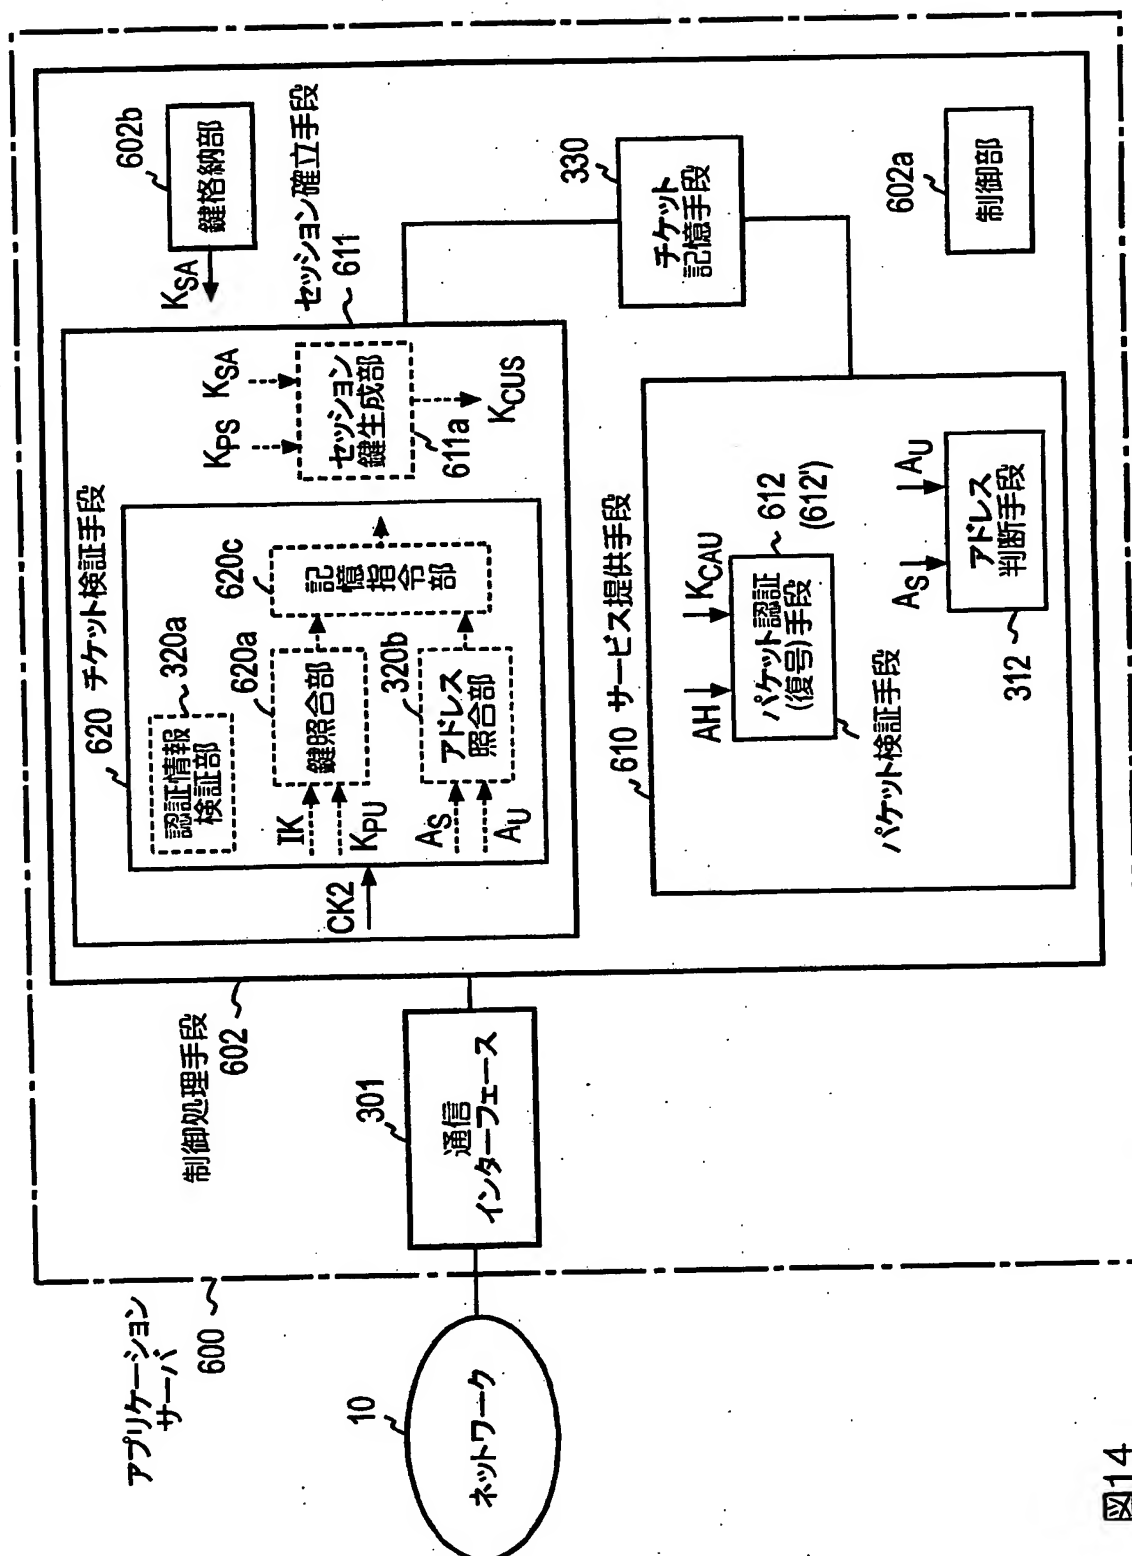 アプリケーション
サーバ
600
10
ネットワーク
301
通信
インターフェース
制御処理手段
602
620 チケット検証手段
CK2
認証情報
検証部
320a
IK
KPU
620a
鍵照合部
AS
AU
320b
アドレス
照合部
620c
記憶指令部
KPS
KSA
セッション
鍵生成部
611a
KCUS
セッション確立手段
611
KSA
鍵格納部
602b
330
チケット
記憶手段
602a
制御部
610 サービス提供手段
AH
KCAU
パケット認証
(復号)手段
612
(612')
パケット検証手段
AS
AU
アドレス
判断手段
312
図14